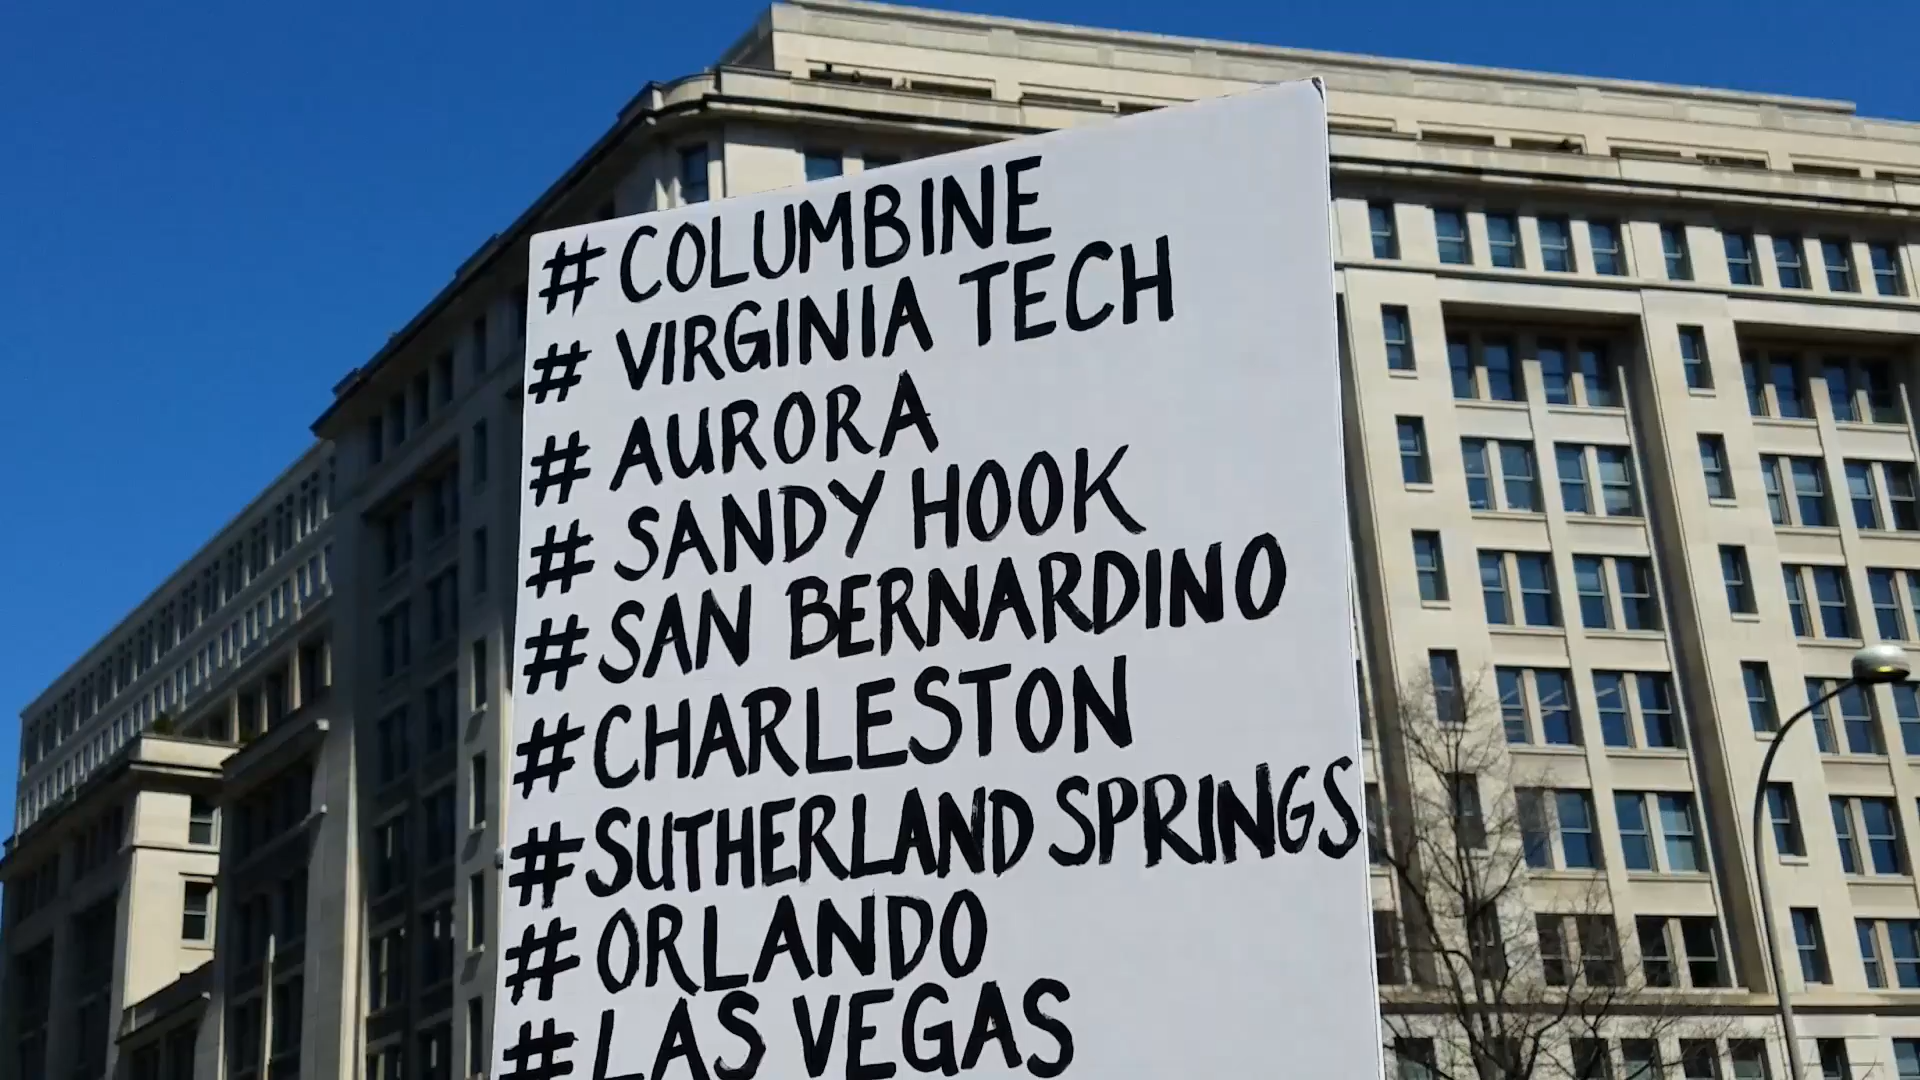 # COLUMBINE
# VIRGINIA TECH
# AURORA
# SANDY HOOK
# SAN BERNARDINO
# CHARLESTON
# SUTHERLAND SPRINGS
# ORLANDO
# LAS VEGAS